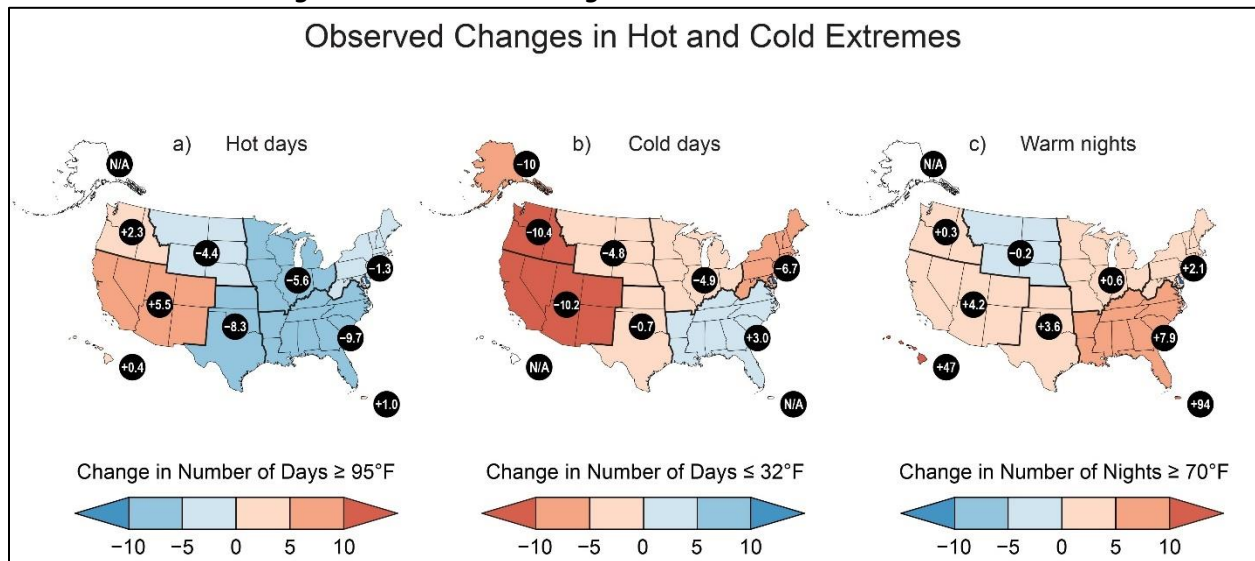 Observed Changes in Hot and Cold Extremes
a) Hot days
N/A
+2.3
−4.4
−5.6
−1.3
+5.5
−8.3
−9.7
+0.4
+1.0
Change in Number of Days ≥ 95°F
−10 −5 0 5 10
b) Cold days
−10
−10.4
−4.8
−4.9
−6.7
−10.2
−0.7
+3.0
N/A
N/A
Change in Number of Days ≤ 32°F
−10 −5 0 5 10
c) Warm nights
N/A
+0.3
−0.2
+0.6
+2.1
+4.2
+3.6
+7.9
+47
+94
Change in Number of Nights ≥ 70°F
−10 −5 0 5 10